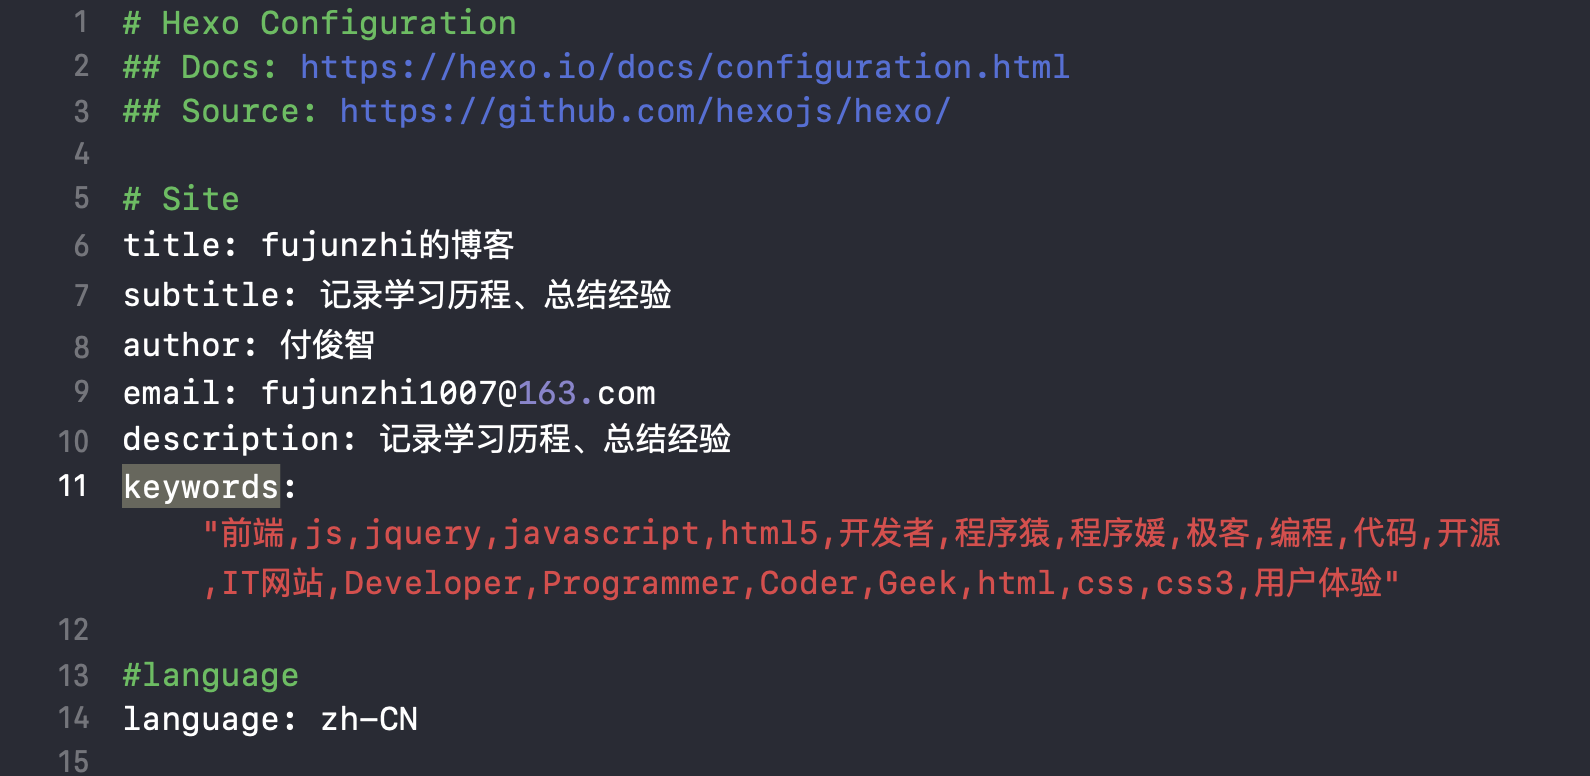 1 # Hexo Configuration
2 ## Docs: https://hexo.io/docs/configuration.html
3 ## Source: https://github.com/hexojs/hexo/
4
5 # Site
6 title: fujunzhi的博客
7 subtitle: 记录学习历程、总结经验
8 author: 付俊智
9 email: fujunzhi1007@163.com
10 description: 记录学习历程、总结经验
11 keywords:
"前端,js,jquery,javascript,html5,开发者,程序猿,程序媛,极客,编程,代码,开源
,IT网站,Developer,Programmer,Coder,Geek,html,css,css3,用户体验"
12
13 #language
14 language: zh-CN
15